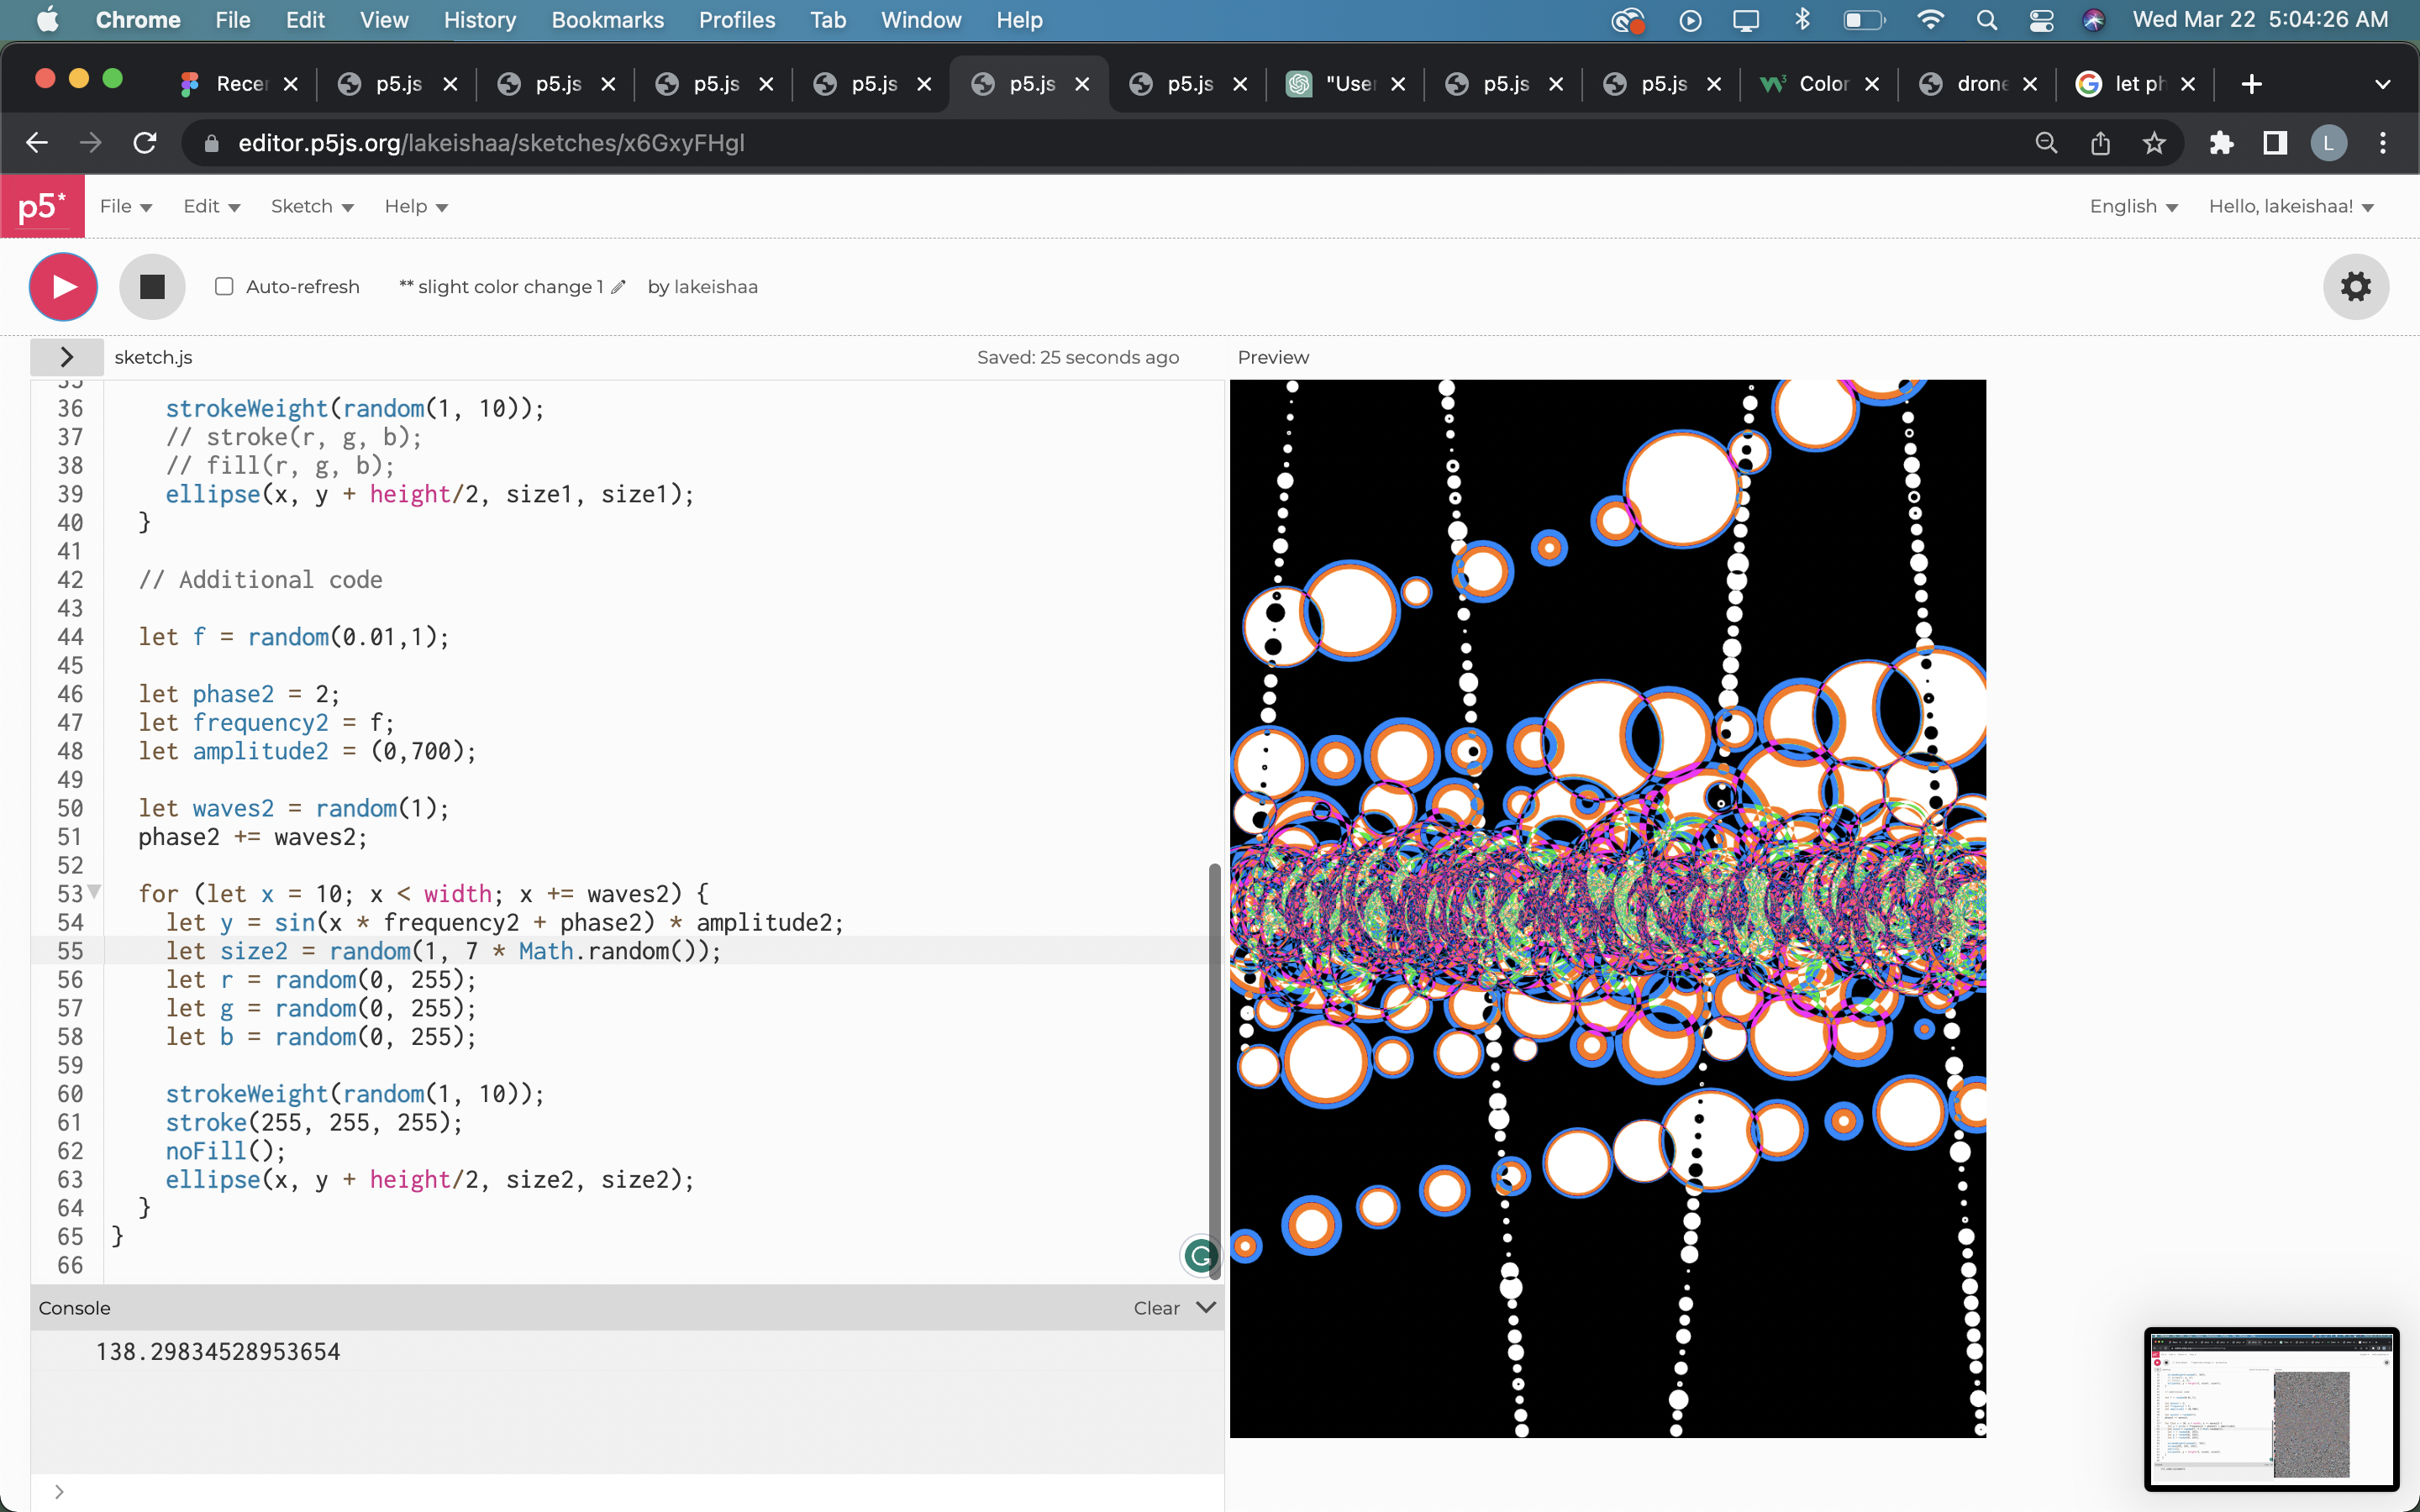 Chrome File Edit View History Bookmarks Profiles Tab Window Help Wed Mar 22 5:04:26 AM
Recer p5.js p5.js p5.js p5.js p5.js p5.js "User p5.js p5.js Color drone let ph
editor.p5js.org/lakeishaa/sketches/x6GxyFHgl L
p5* File Edit Sketch Help English Hello, lakeishaa!
Auto-refresh ** slight color change 1 by lakeishaa
sketch.js Saved: 25 seconds ago Preview
35
36 strokeWeight(random(1, 10));
37 // stroke(r, g, b);
38 // fill(r, g, b);
39 ellipse(x, y + height/2, size1, size1);
40 }
41
42 // Additional code
43
44 let f = random(0.01,1);
45
46 let phase2 = 2;
47 let frequency2 = f;
48 let amplitude2 = (0,700);
49
50 let waves2 = random(1);
51 phase2 += waves2;
52
53 for (let x = 10; x < width; x += waves2) {
54 let y = sin(x * frequency2 + phase2) * amplitude2;
55 let size2 = random(1, 7 * Math.random());
56 let r = random(0, 255);
57 let g = random(0, 255);
58 let b = random(0, 255);
59
60 strokeWeight(random(1, 10));
61 stroke(255, 255, 255);
62 noFill();
63 ellipse(x, y + height/2, size2, size2);
64 }
65 }
66
Console Clear
138.29834528953654